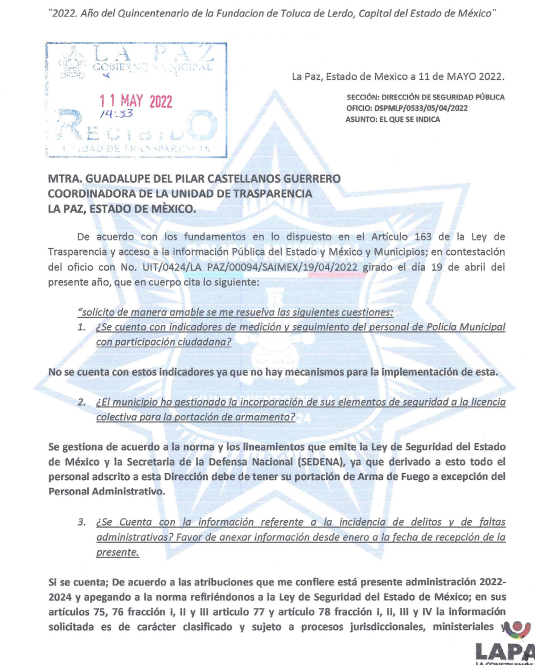 "2022. Año del Quincentenario de la Fundacion de Toluca de Lerdo, Capital del Estado de México"
LA PAZ
GOBIERNO MUNICIPAL
11 MAY 2022
14:53
RECIBIDO
UNIDAD DE TRANSPARENCIA
La Paz, Estado de Mexico a 11 de MAYO 2022.
SECCIÓN: DIRECCIÓN DE SEGURIDAD PÚBLICA
OFICIO: DSPMLP/0533/05/04/2022
ASUNTO: EL QUE SE INDICA
MTRA. GUADALUPE DEL PILAR CASTELLANOS GUERRERO
COORDINADORA DE LA UNIDAD DE TRASPARENCIA
LA PAZ, ESTADO DE MÈXICO.
De acuerdo con los fundamentos en lo dispuesto en el Artículo 163 de la Ley de
Trasparencia y acceso a la información Pública del Estado y México y Municipios; en contestación
del oficio con No. UIT/0424/LA PAZ/00094/SAIMEX/19/04/2022 girado el día 19 de abril del
presente año, que en cuerpo cita lo siguiente:
"solicito de manera amable se me resuelva las siguientes cuestiones:
1. ¿Se cuenta con indicadores de medición y seguimiento del personal de Policía Municipal
con participación ciudadana?
No se cuenta con estos indicadores ya que no hay mecanismos para la implementación de esta.
2. ¿El municipio ha gestionado la incorporación de sus elementos de seguridad a la licencia
colectiva para la portación de armamento?
Se gestiona de acuerdo a la norma y los lineamientos que emite la Ley de Seguridad del Estado
de México y la Secretaria de la Defensa Nacional (SEDENA), ya que derivado a esto todo el
personal adscrito a esta Dirección debe de tener su portación de Arma de Fuego a excepción del
Personal Administrativo.
3. ¿Se Cuenta con la información referente a la incidencia de delitos y de faltas
administrativas? Favor de anexar información desde enero a la fecha de recepción de la
presente.
Si se cuenta; De acuerdo a las atribuciones que me confiere está presente administración 2022-
2024 y apegando a la norma refiriéndonos a la Ley de Seguridad del Estado de México; en sus
artículos 75, 76 fracción I, II y III articulo 77 y artículo 78 fracción I, II, III y IV la información
solicitada es de carácter clasificado y sujeto a procesos jurisdiccionales, ministeriales y
LAPA